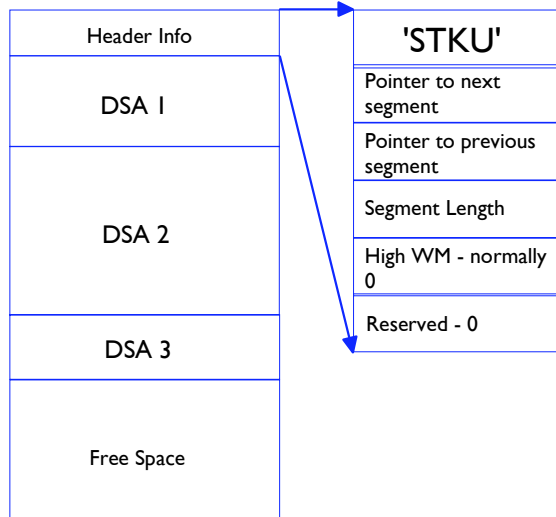 Header Info
DSA 1
DSA 2
DSA 3
Free Space
'STKU'
Pointer to next
segment
Pointer to previous
segment
Segment Length
High WM - normally
0
Reserved - 0